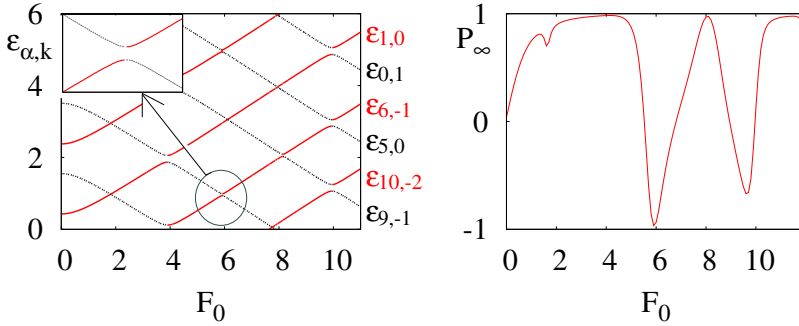 6
ε_{α,k}
4
2
0
0 2 4 6 8 10
F_0
ε_{1,0}
ε_{0,1}
ε_{6,-1}
ε_{5,0}
ε_{10,-2}
ε_{9,-1}
1
P_∞
0
-1
0 2 4 6 8 10
F_0